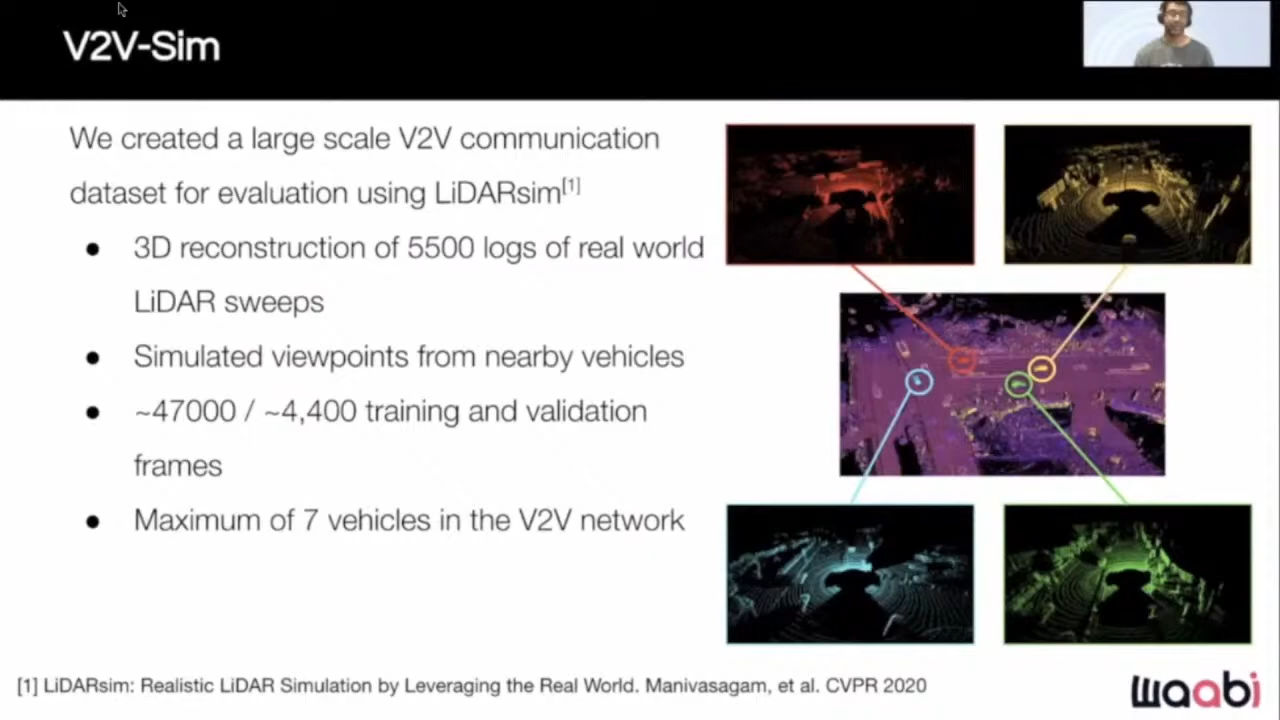 V2V-Sim
We created a large scale V2V communication
dataset for evaluation using LiDARsim[1]
● 3D reconstruction of 5500 logs of real world
LiDAR sweeps
● Simulated viewpoints from nearby vehicles
● ~47000 / ~4,400 training and validation
frames
● Maximum of 7 vehicles in the V2V network
[1] LiDARsim: Realistic LiDAR Simulation by Leveraging the Real World. Manivasagam, et al. CVPR 2020
waabi